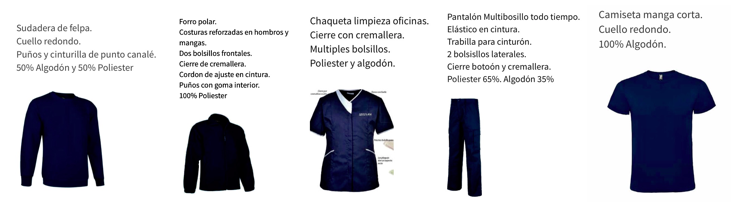 Sudadera de felpa.
Cuello redondo.
Puños y cinturilla de punto canalé.
50% Algodón y 50% Poliester
Forro polar.
Costuras reforzadas en hombros y
mangas.
Dos bolsillos frontales.
Cierre de cremallera.
Cordon de ajuste en cintura.
Puños con goma interior.
100% Poliester
Chaqueta limpieza oficinas.
Cierre con cremallera.
Multiples bolsillos.
Poliester y algodón.
Pantalón Multibosillo todo tiempo.
Elástico en cintura.
Trabilla para cinturón.
2 bolsisllos laterales.
Cierre botoón y cremallera.
Poliester 65%. Algodón 35%
Camiseta manga corta.
Cuello redondo.
100% Algodón.